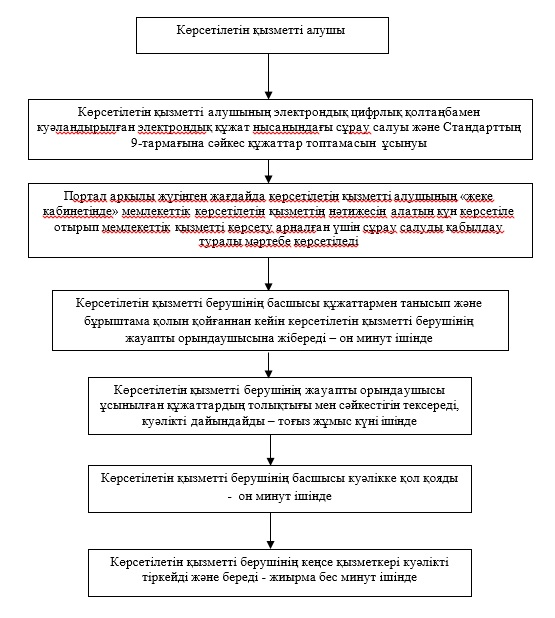 Көрсетілетін қызметті алушы
Көрсетілетін қызметті алушының электрондық цифрлық қолтаңбамен
куәландырылған электрондық құжат нысанындағы сұрау салуы және Стандарттың
9-тармағына сәйкес құжаттар топтамасын ұсынуы
Портал арқылы жүгінген жағдайда көрсетілетін қызметті алушының «жеке
кабинетінде» мемлекеттік көрсетілетін қызметтің нәтижесін алатын күн көрсетіле
отырып мемлекеттік қызметті көрсету арналған үшін сұрау салуды қабылдау
туралы мәртебе көрсетіледі
Көрсетілетін қызметті берушінің басшысы құжаттармен танысып және
бұрыштама қолын қойғаннан кейін көрсетілетін қызметті берушінің
жауапты орындаушысына жібереді – он минут ішінде
Көрсетілетін қызметті берушінің жауапты орындаушысы
ұсынылған құжаттардың толықтығы мен сәйкестігін тексереді,
куәлікті дайындайды – тоғыз жұмыс күні ішінде
Көрсетілетін қызметті берушінің басшысы куәлікке қол қояды
- он минут ішінде
Көрсетілетін қызметті берушінің кеңсе қызметкері куәлікті
тіркейді және береді - жиырма бес минут ішінде